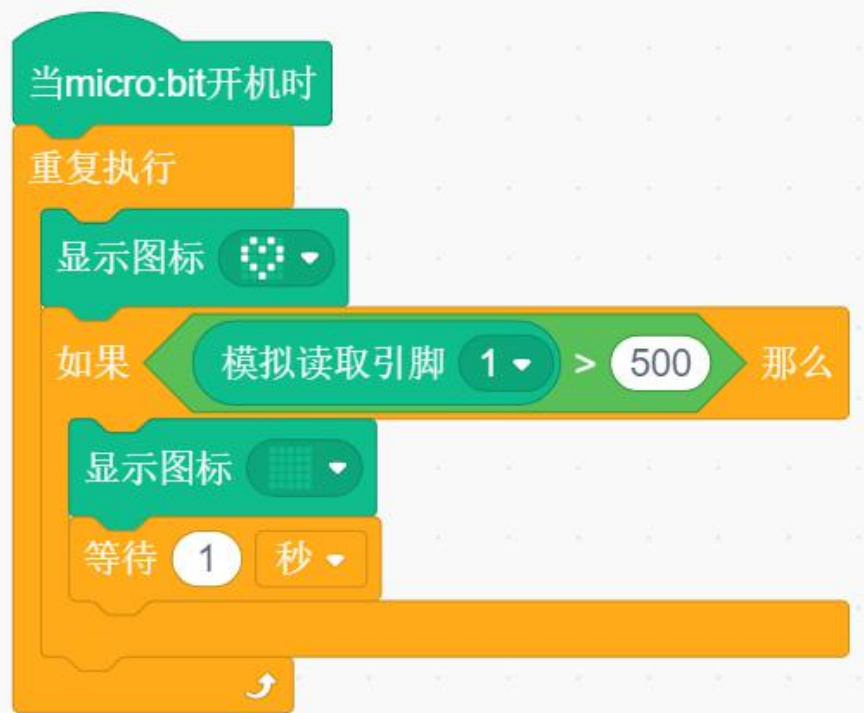 当micro:bit开机时
重复执行
显示图标
如果 模拟读取引脚 1 > 500 那么
显示图标
等待 1 秒